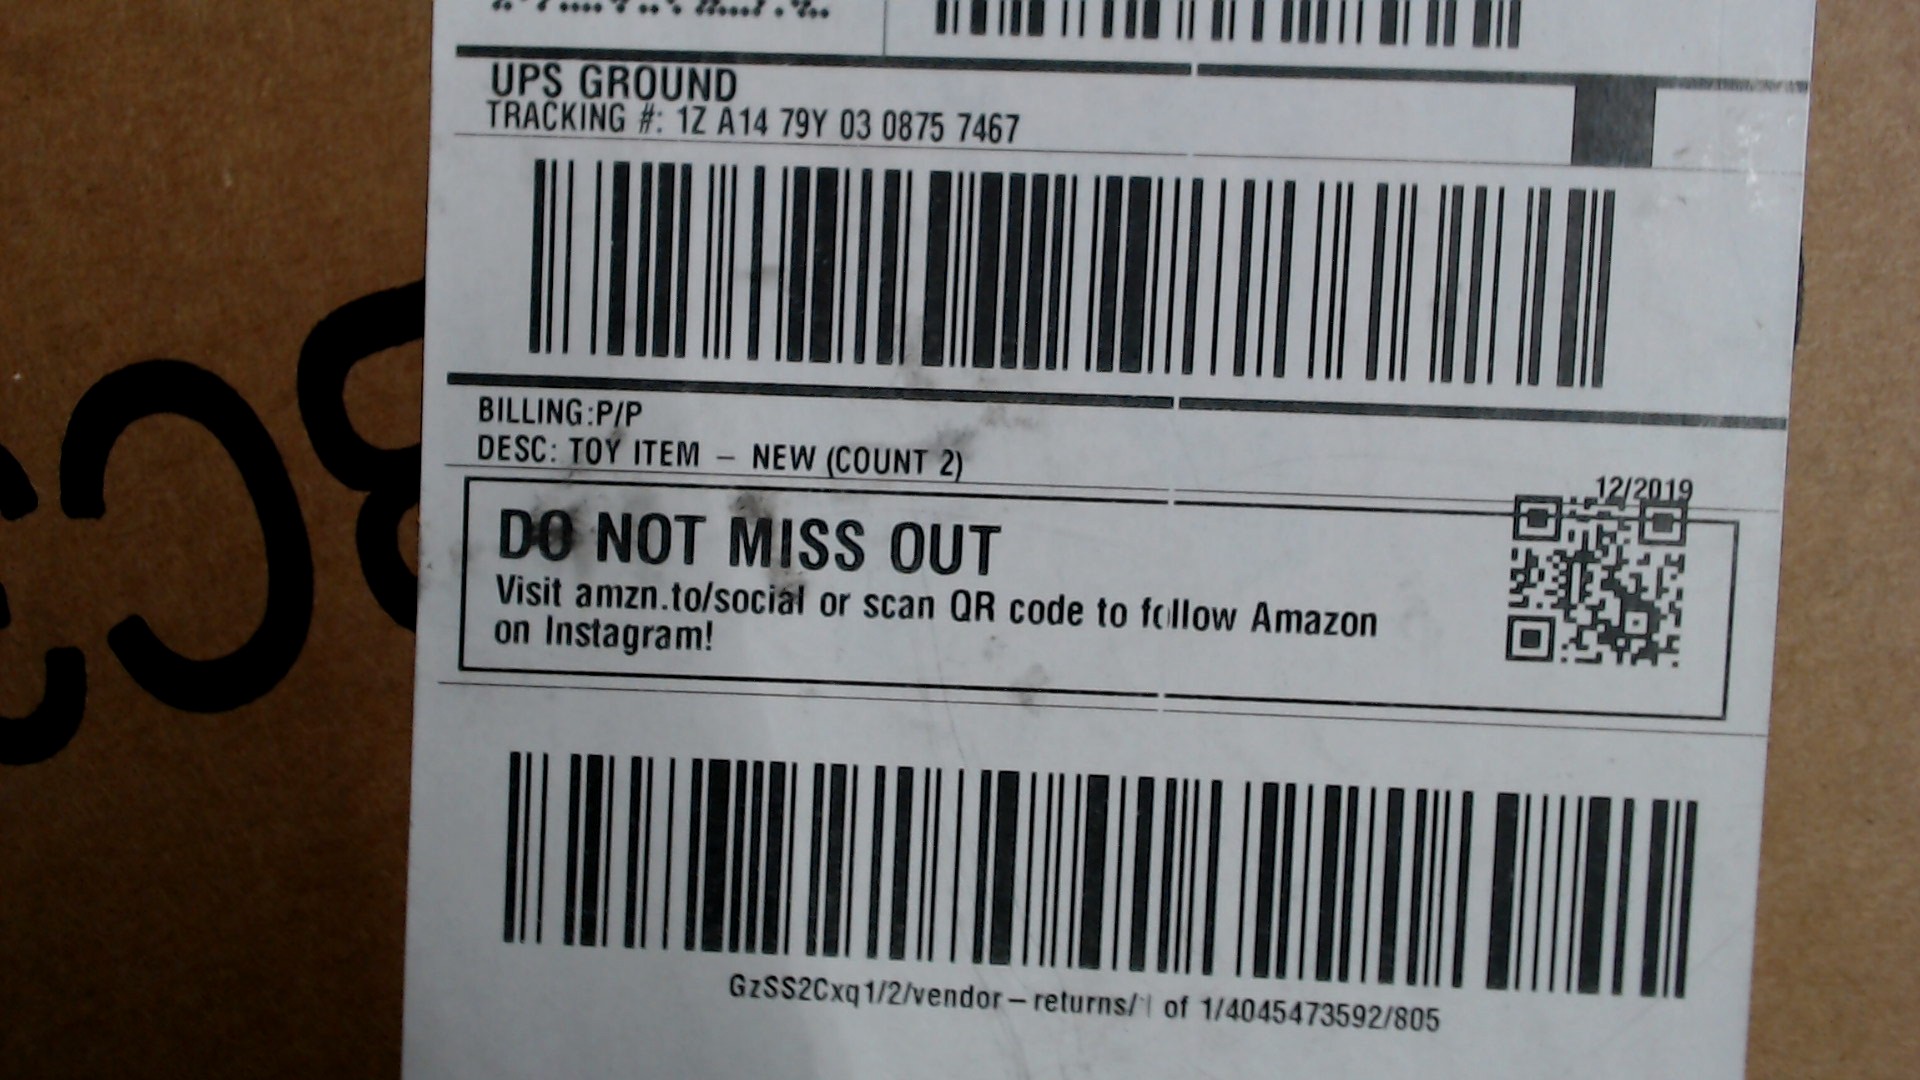 UPS GROUND
TRACKING #: 1Z A14 79Y 03 0875 7467
BILLING:P/P
DESC: TOY ITEM – NEW (COUNT 2)
12/2019
DO NOT MISS OUT
Visit amzn.to/social or scan QR code to follow Amazon
on Instagram!
GzSS2Cxq1/2/vendor–returns/1 of 1/4045473592/805